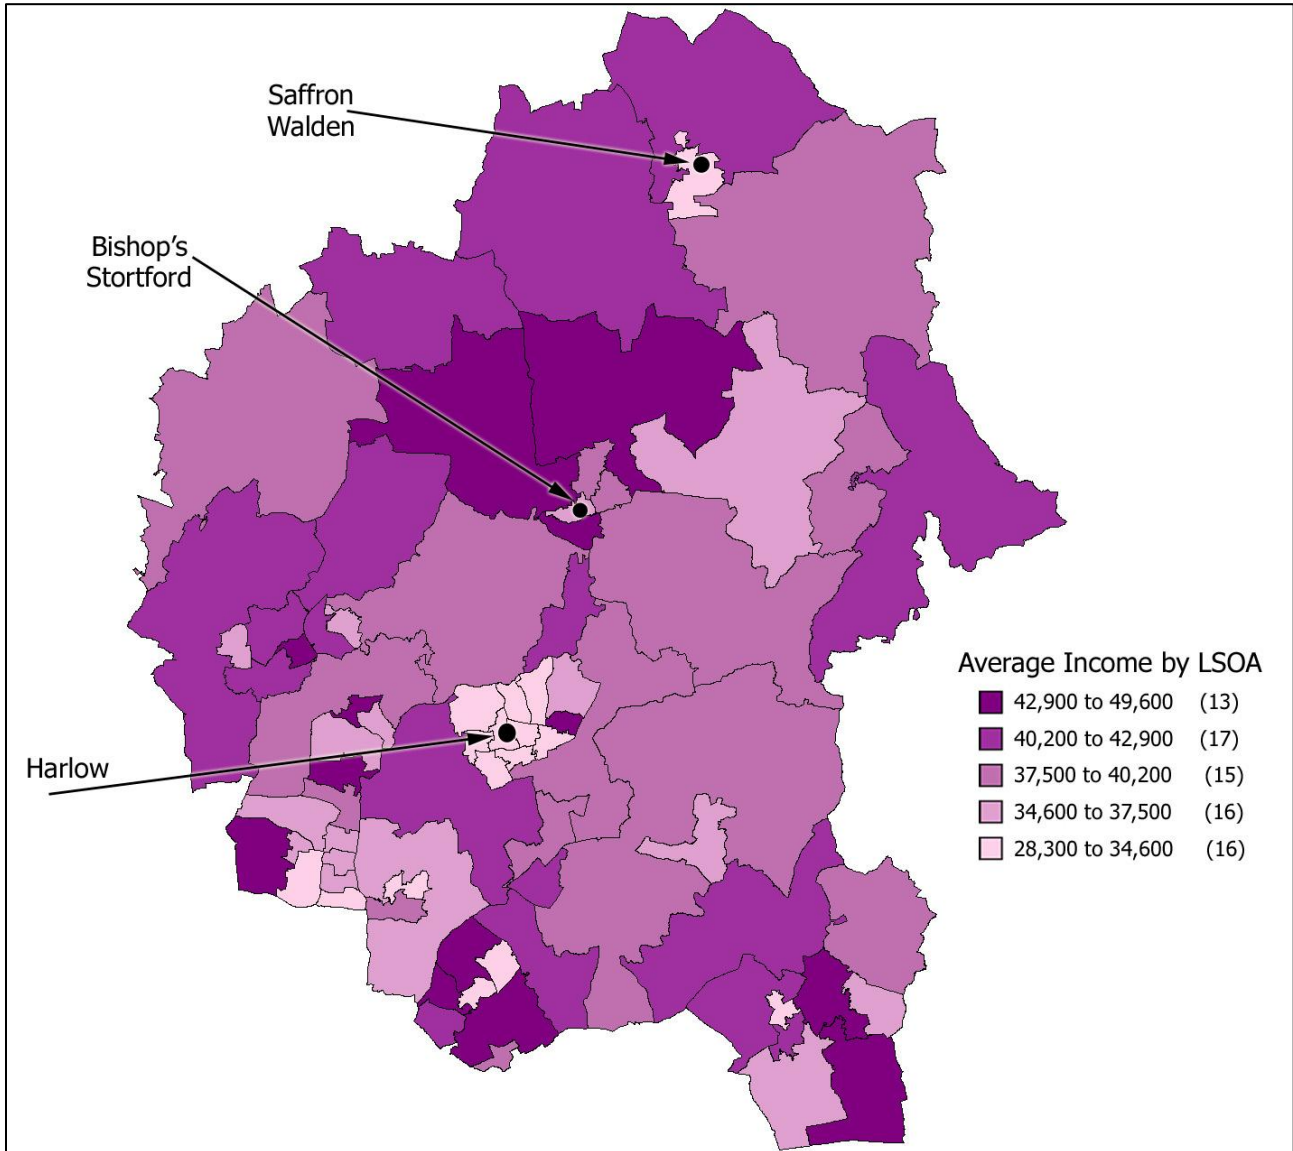 Saffron
Walden
Bishop’s
Stortford
Harlow
Average Income by LSOA
42,900 to 49,600 (13)
40,200 to 42,900 (17)
37,500 to 40,200 (15)
34,600 to 37,500 (16)
28,300 to 34,600 (16)